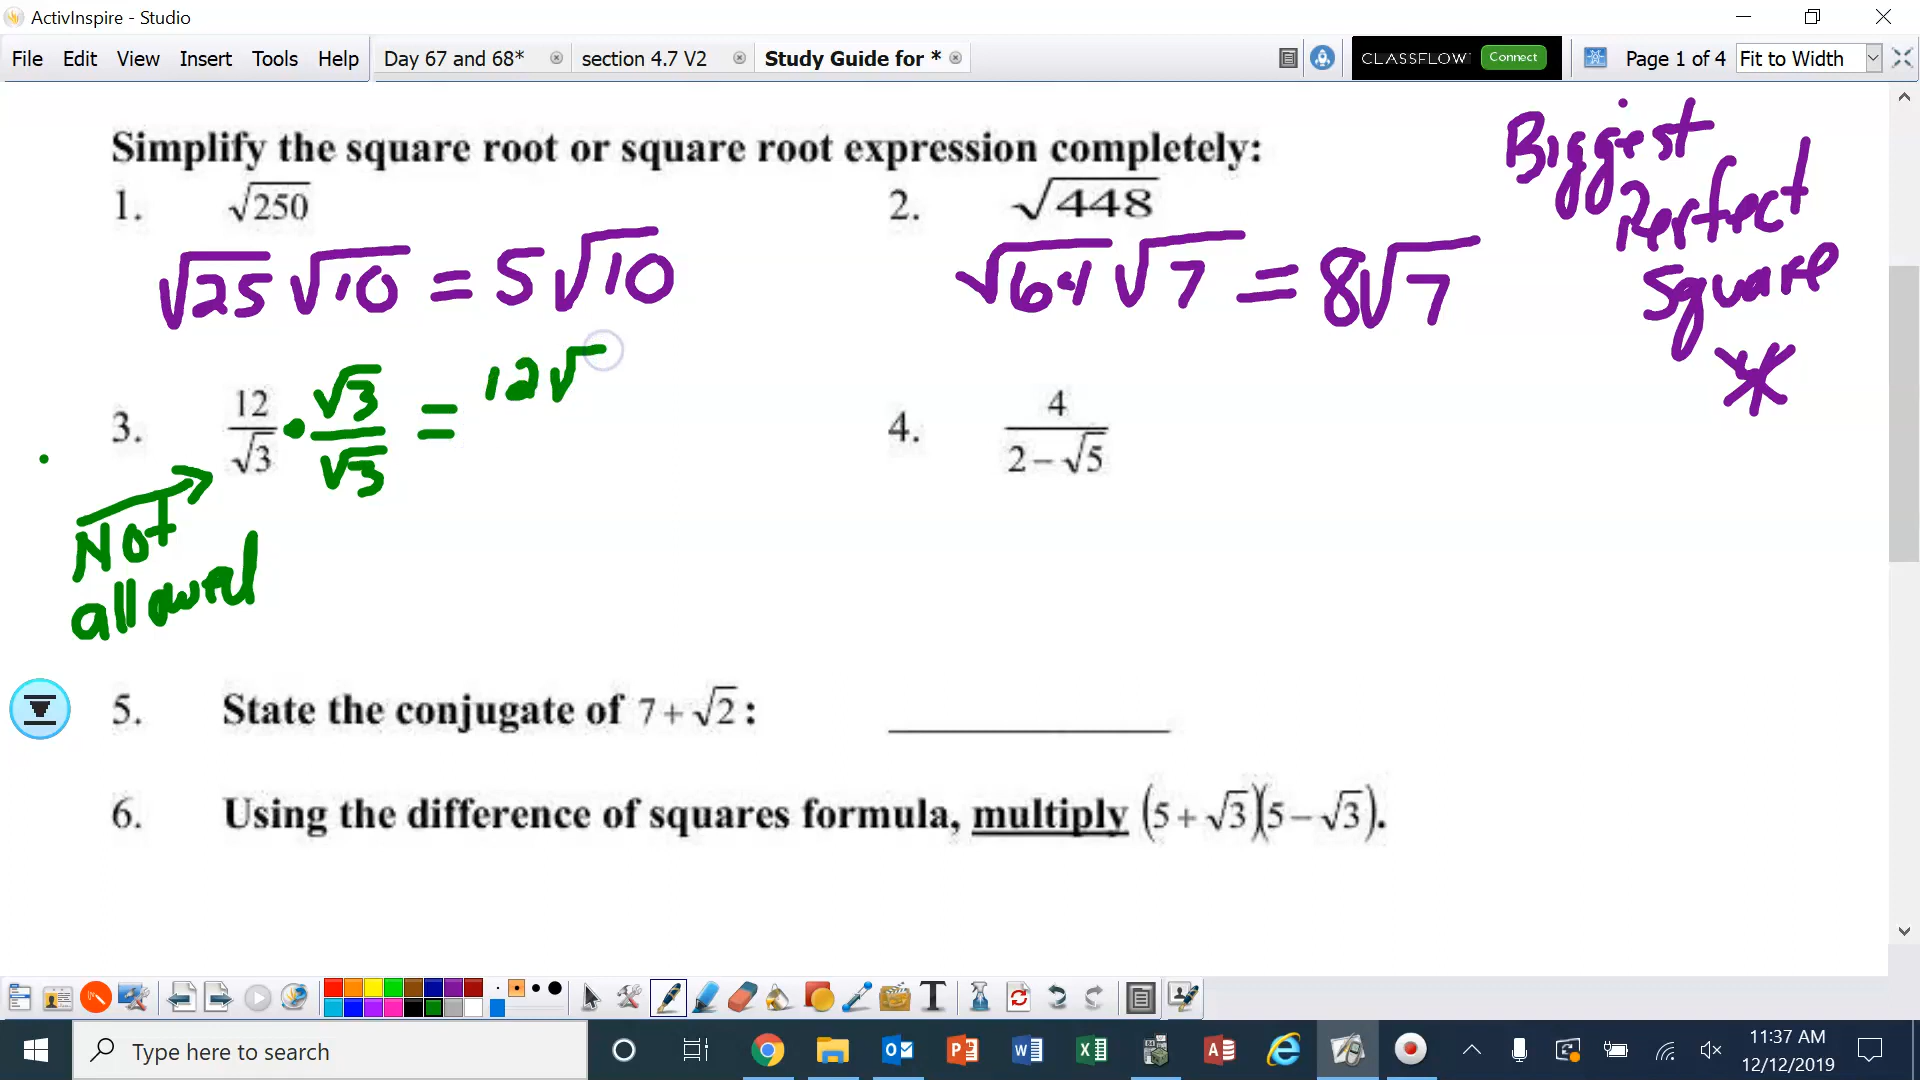 ActivInspire - Studio
File Edit View Insert Tools Help Day 67 and 68* section 4.7 V2 Study Guide for * CLASSFLOW Connect Page 1 of 4 Fit to Width
Simplify the square root or square root expression completely:
1. √250 2. √448
√25 √10 = 5√10 √64 √7 = 8√7
Biggest
Perfect
Square
*
3. 12/√3 • √3/√3 = 12√
4. 4/(2 – √5)
Not
allowed
5. State the conjugate of 7 + √2 :
6. Using the difference of squares formula, multiply (5 + √3)(5 – √3).
Type here to search
11:37 AM
12/12/2019